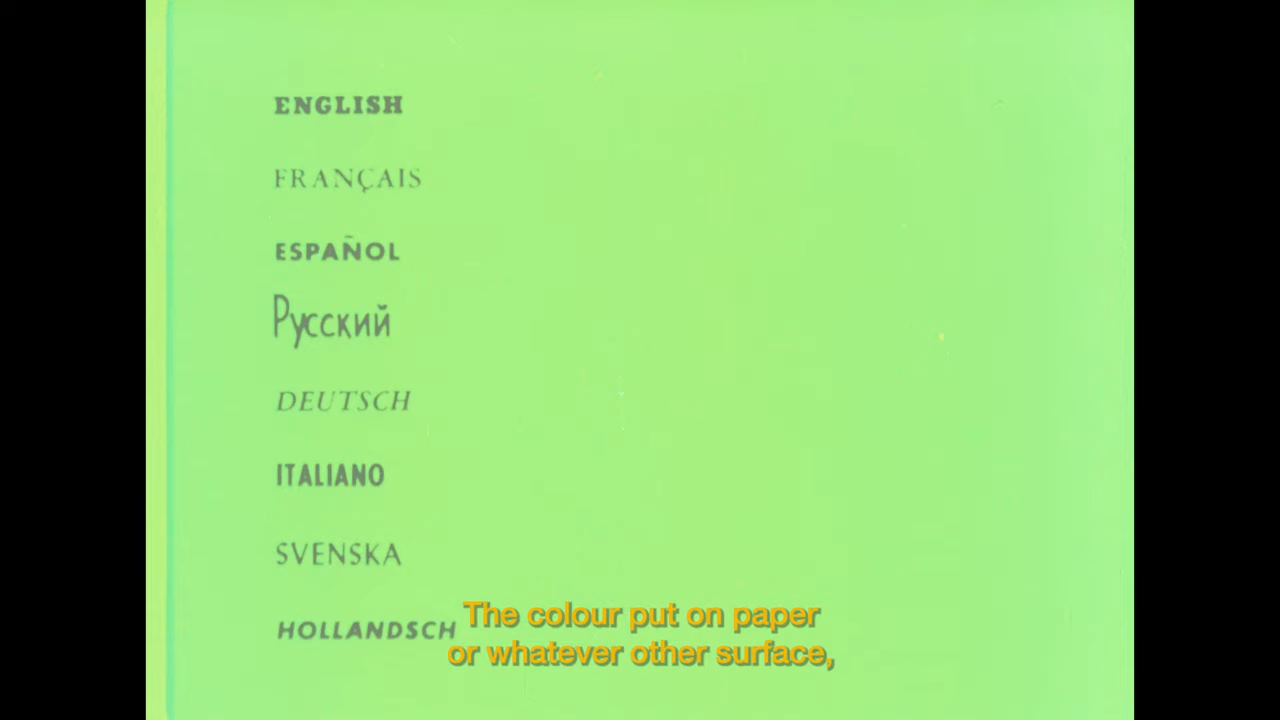 ENGLISH
FRANÇAIS
ESPAÑOL
Русский
DEUTSCH
ITALIANO
SVENSKA
HOLLANDSCH
The colour put on paper
or whatever other surface,